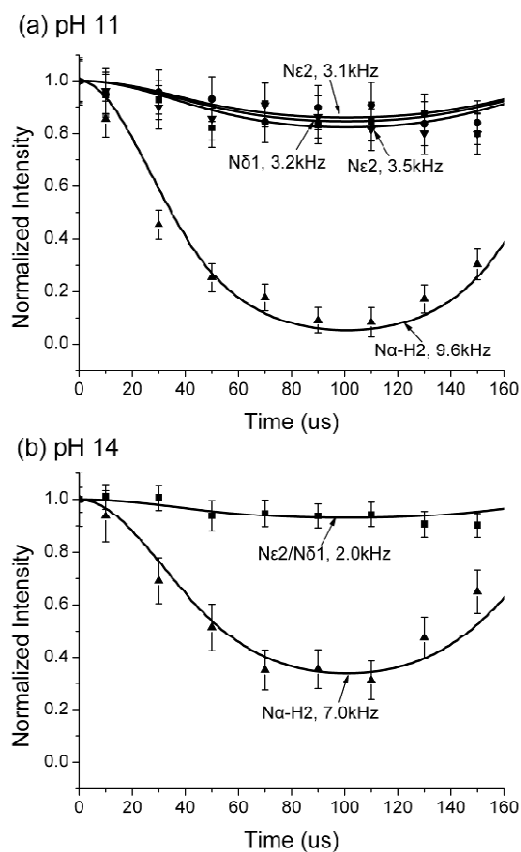 (a) pH 11
Normalized Intensity
1.0
0.8
0.6
0.4
0.2
0.0
Nε2, 3.1kHz
Nδ1, 3.2kHz
Nε2, 3.5kHz
Nα-H2, 9.6kHz
0 20 40 60 80 100 120 140 160
Time (us)
(b) pH 14
Normalized Intensity
1.0
0.8
0.6
0.4
0.2
0.0
Nε2/Nδ1, 2.0kHz
Nα-H2, 7.0kHz
0 20 40 60 80 100 120 140 160
Time (us)